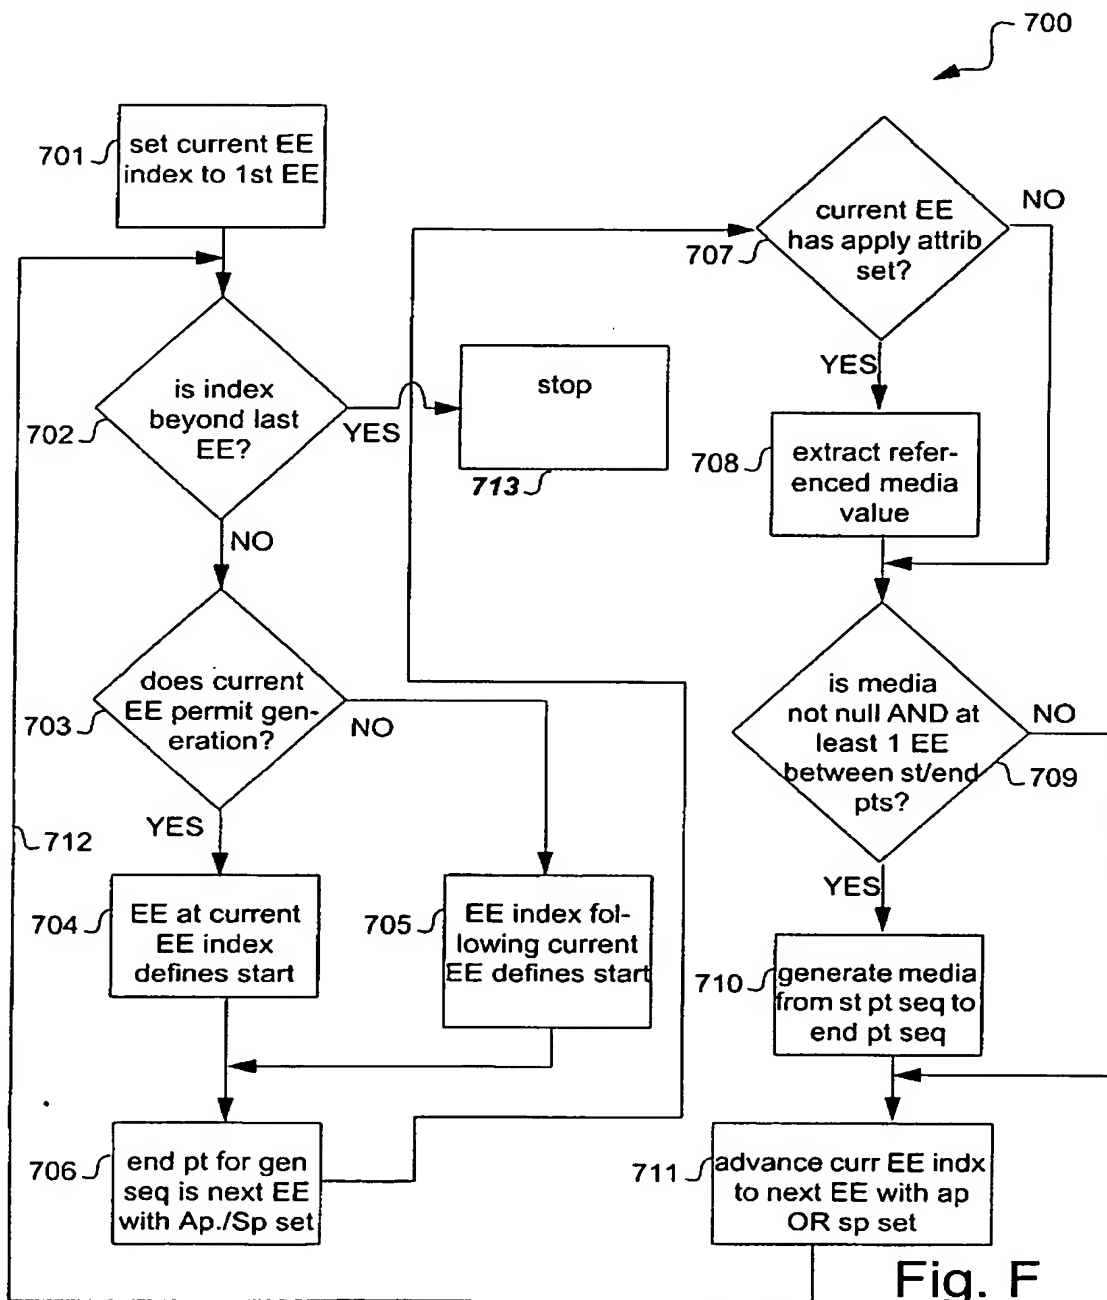 700
701
set current EE
index to 1st EE
702
is index
beyond last
EE?
YES
NO
stop
713
703
does current
EE permit gen-
eration?
NO
YES
712
704
EE at current
EE index
defines start
705
EE index fol-
lowing current
EE defines start
706
end pt for gen
seq is next EE
with Ap./Sp set
707
current EE
has apply attrib
set?
NO
YES
708
extract refer-
enced media
value
is media
not null AND at
least 1 EE
between st/end
pts?
NO
709
YES
710
generate media
from st pt seq to
end pt seq
711
advance curr EE indx
to next EE with ap
OR sp set
Fig. F